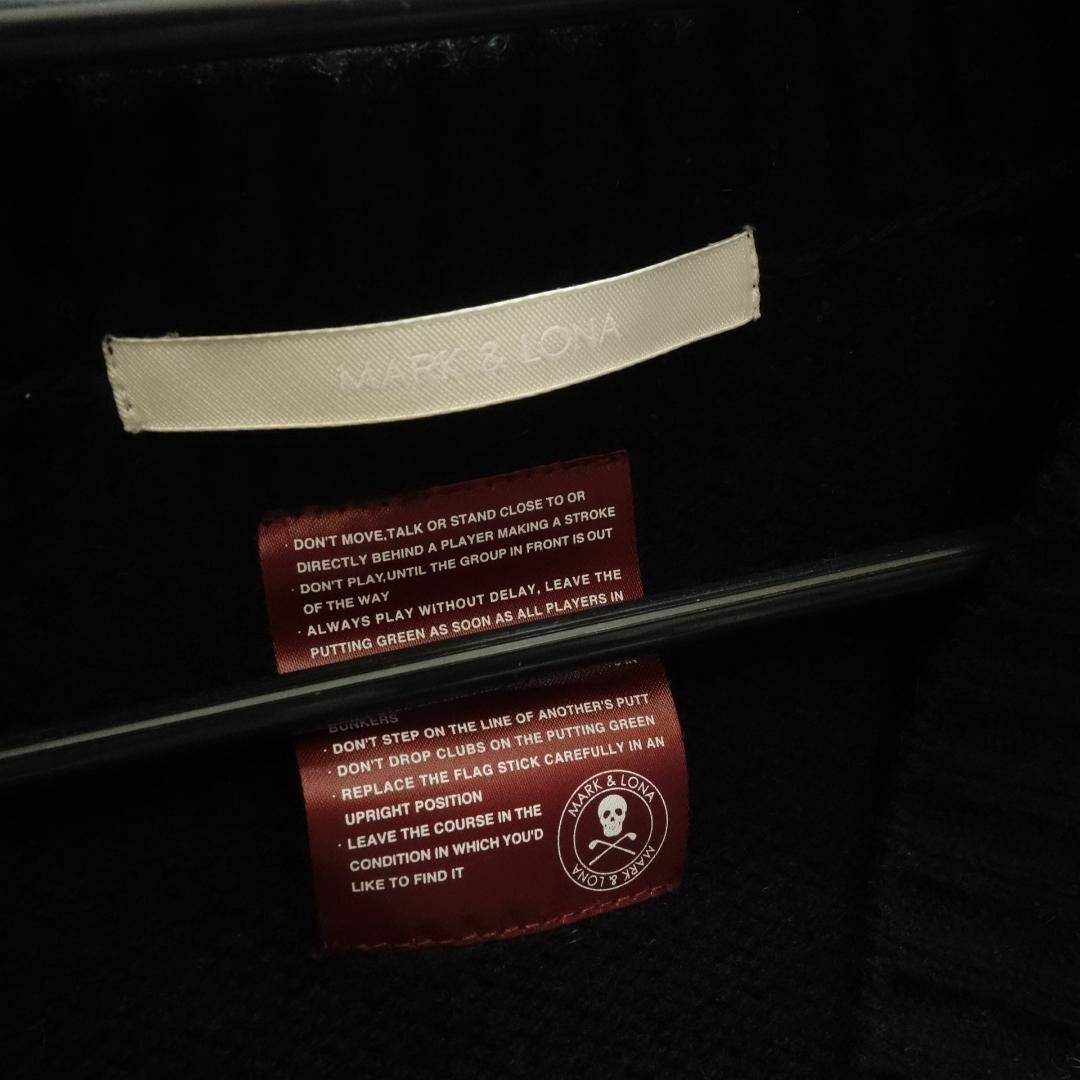 MARK & LONA
· DON'T MOVE,TALK OR STAND CLOSE TO OR
DIRECTLY BEHIND A PLAYER MAKING A STROKE
· DON'T PLAY,UNTIL THE GROUP IN FRONT IS OUT
OF THE WAY
· ALWAYS PLAY WITHOUT DELAY, LEAVE THE
PUTTING GREEN AS SOON AS ALL PLAYERS IN
BUNKERS
· DON'T STEP ON THE LINE OF ANOTHER'S PUTT
· DON'T DROP CLUBS ON THE PUTTING GREEN
· REPLACE THE FLAG STICK CAREFULLY IN AN
UPRIGHT POSITION
· LEAVE THE COURSE IN THE
CONDITION IN WHICH YOU'D
LIKE TO FIND IT
MARK & LONA
MARK & LONA